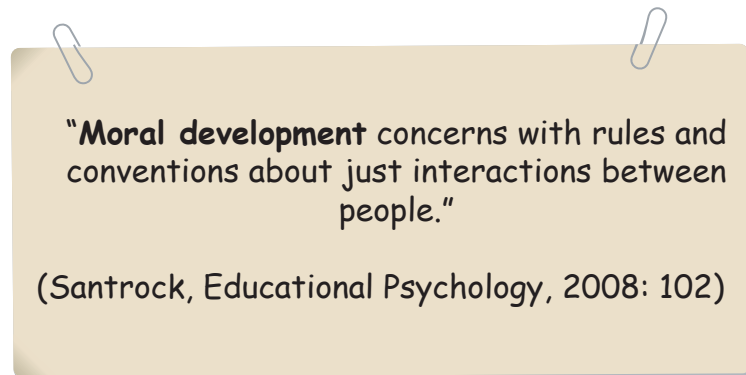 “Moral development concerns with rules and
conventions about just interactions between
people.”
(Santrock, Educational Psychology, 2008: 102)